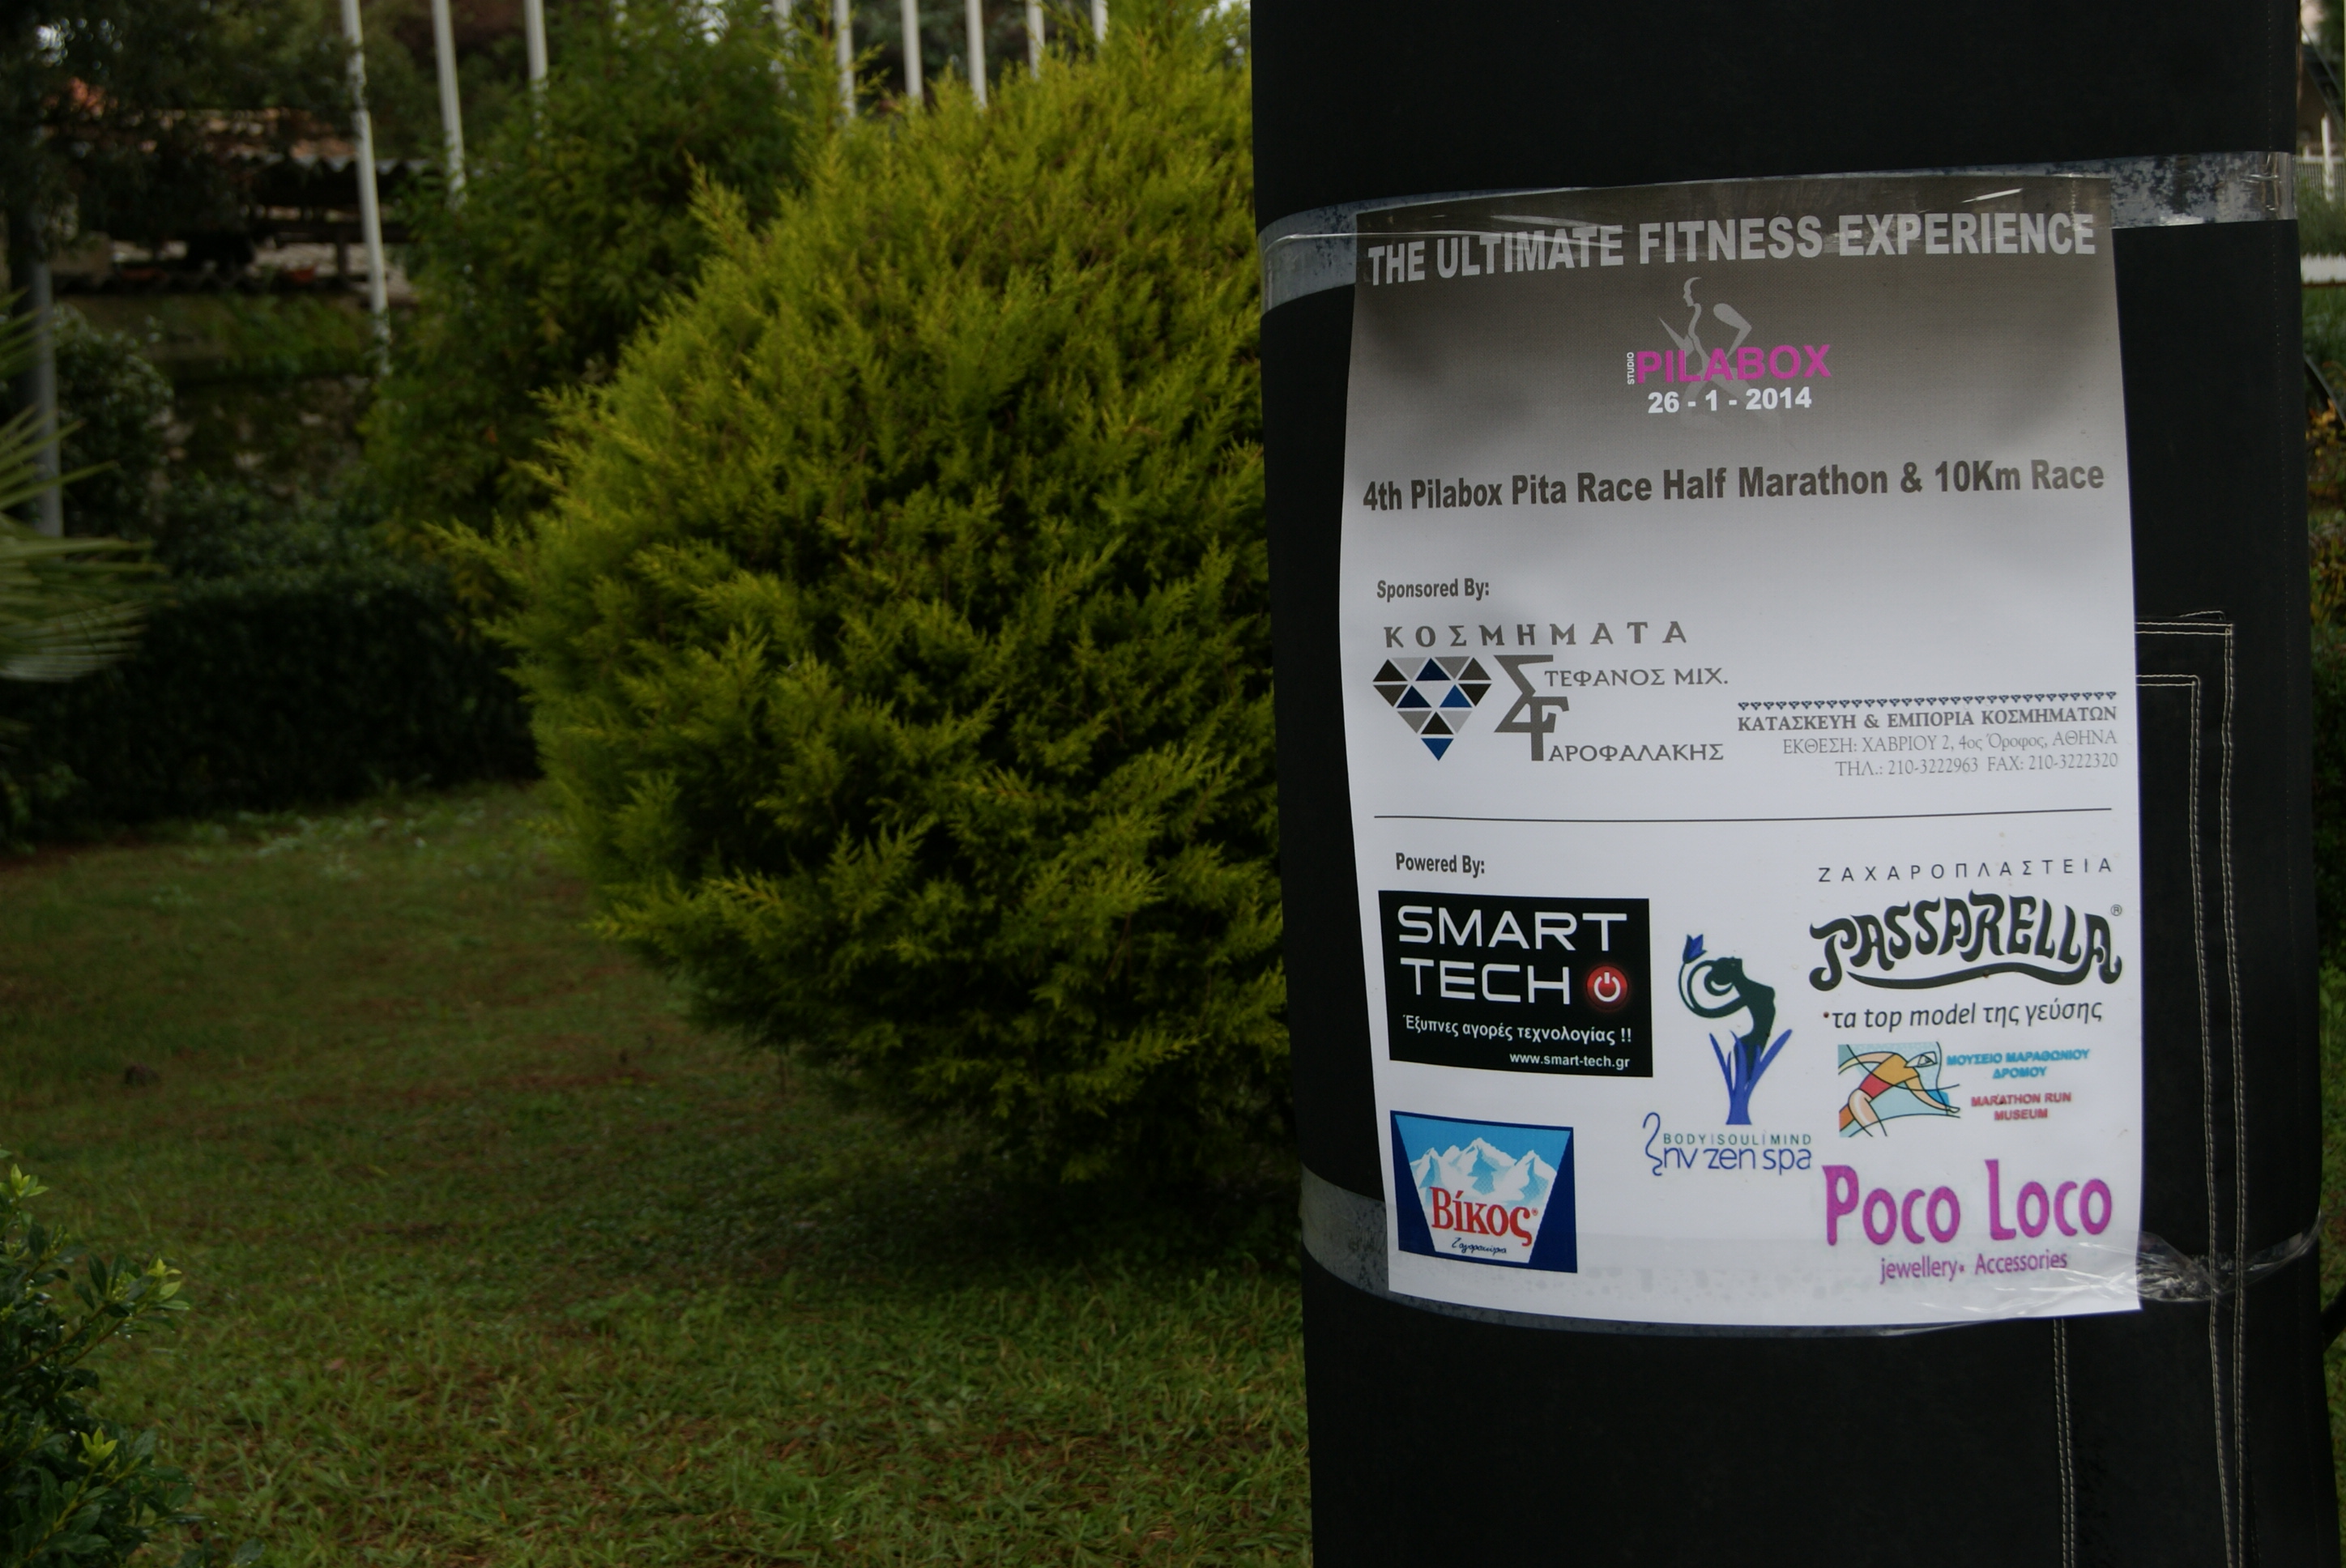 THE ULTIMATE FITNESS EXPERIENCE
STUDIO PILABOX
26 - 1 - 2014
4th Pilabox Pita Race Half Marathon & 10Km Race
Sponsored By:
ΚΟΣΜΗΜΑΤΑ
ΣΤΕΦΑΝΟΣ ΜΙΧ.
ΓΑΡΟΦΑΛΑΚΗΣ
ΚΑΤΑΣΚΕΥΗ & ΕΜΠΟΡΙΑ ΚΟΣΜΗΜΑΤΩΝ
ΕΚΘΕΣΗ: ΧΑΒΡΙΟΥ 2, 4ος Όροφος, ΑΘΗΝΑ
ΤΗΛ.: 210-3222963 FAX: 210-3222320
Powered By:
SMART
TECH
Έξυπνες αγορές τεχνολογίας !!
www.smart-tech.gr
ΖΑΧΑΡΟΠΛΑΣΤΕΙΑ
PASSARELLA®
τα top model της γεύσης
BODY|SOUL|MIND
ζην zen spa
ΜΟΥΣΕΙΟ ΜΑΡΑΘΩΝΙΟΥ
ΔΡΟΜΟΥ
MARATHON RUN
MUSEUM
Βίκος®
Poco Loco
jewellery• Accessories